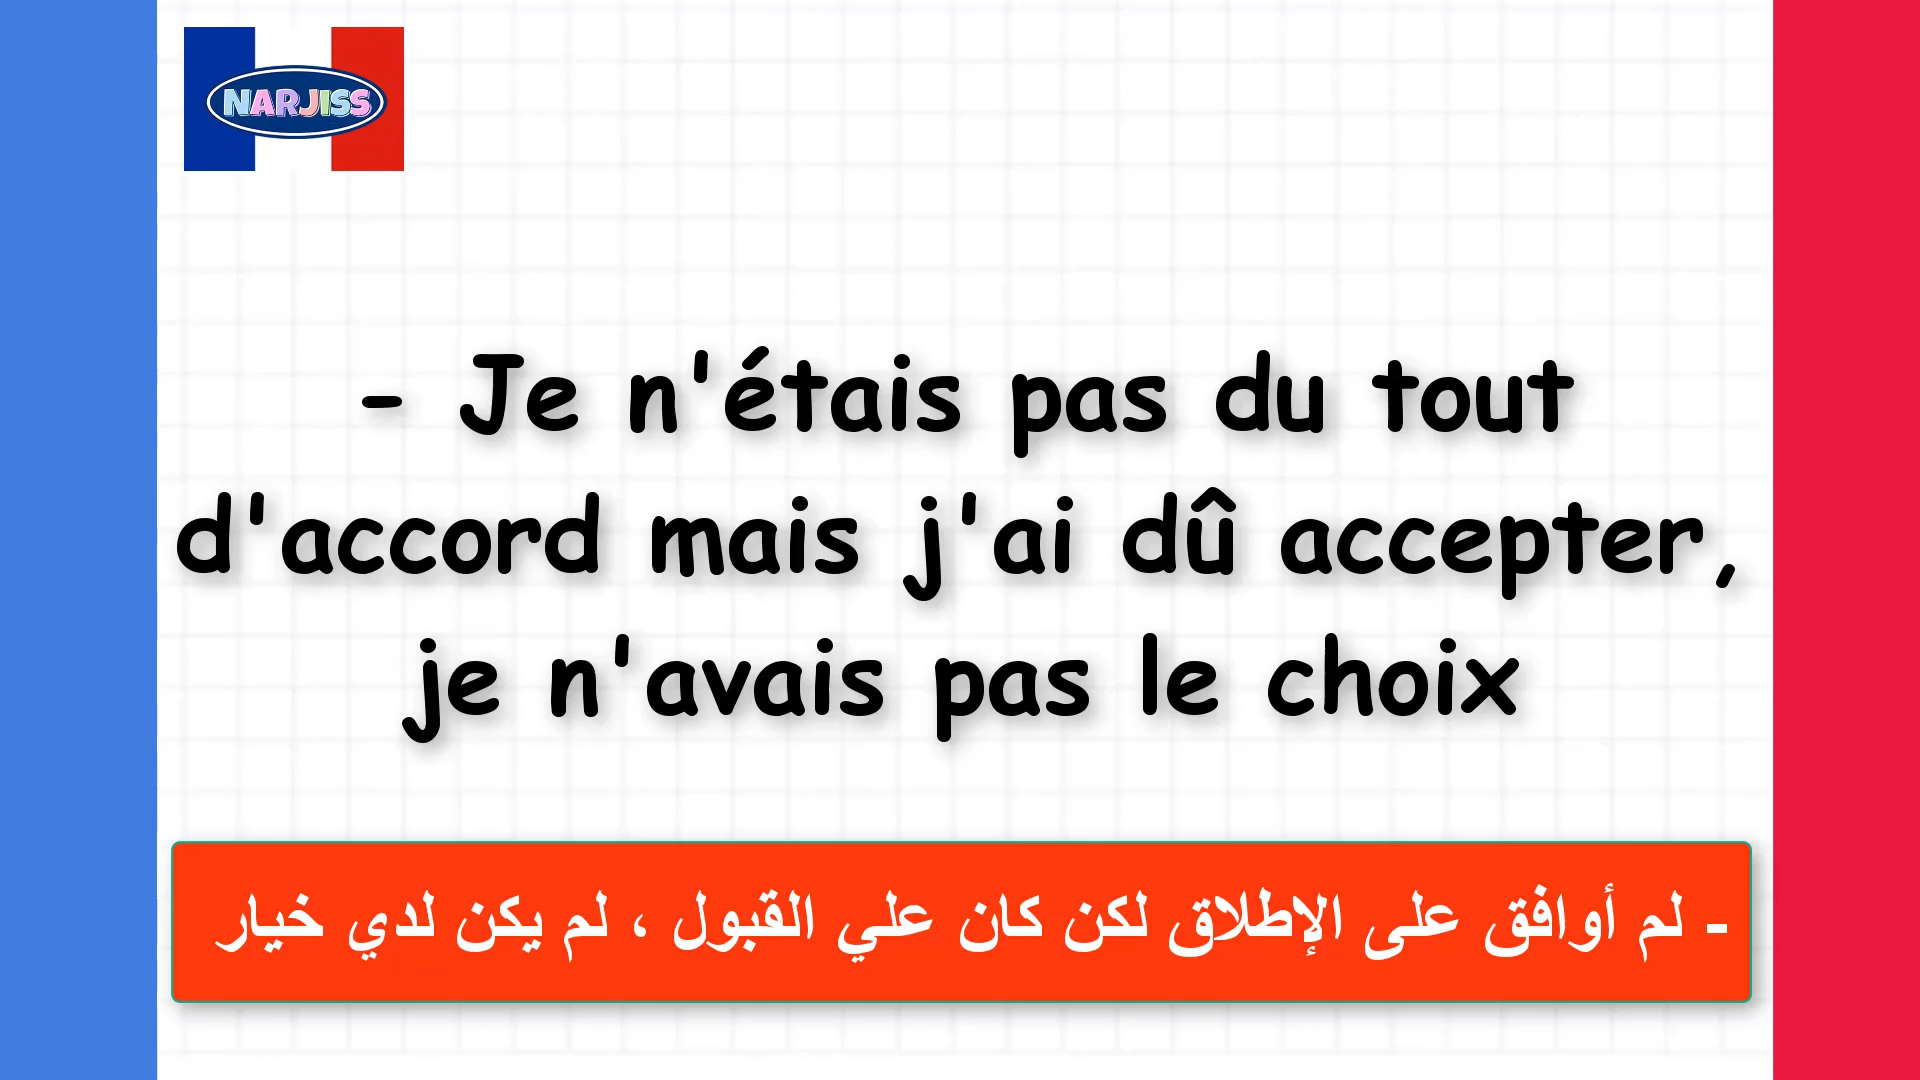 NARJISS
- Je n'étais pas du tout
d'accord mais j'ai dû accepter,
je n'avais pas le choix
- لم أوافق على الإطلاق لكن كان علي القبول ، لم يكن لدي خيار